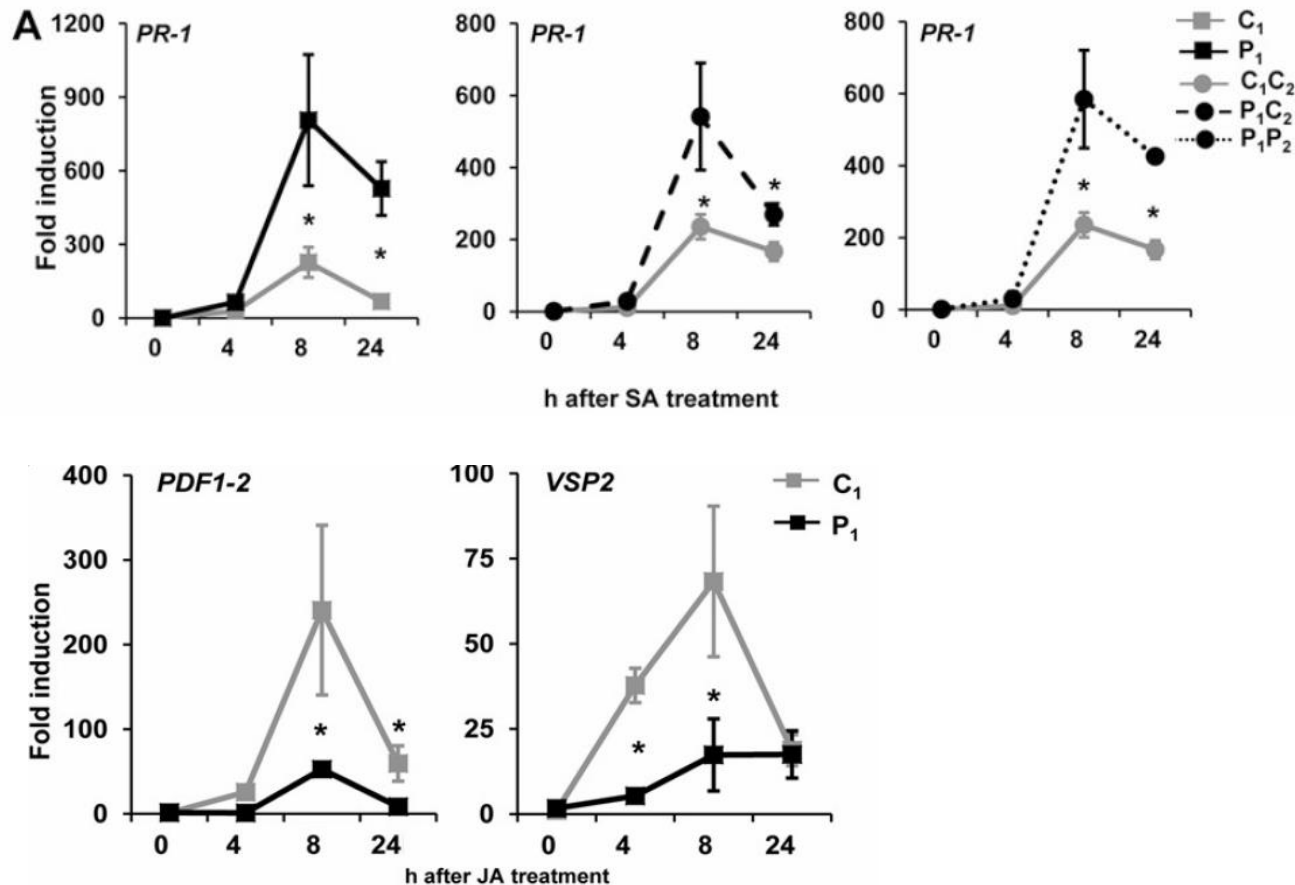 A
PR-1
PR-1
PR-1
Fold induction
1200
900
600
300
0
0 4 8 24
800
600
400
200
0
0 4 8 24
800
600
400
200
0
0 4 8 24
C1
P1
C1C2
P1C2
P1P2
* *
* *
* *
h after SA treatment
PDF1-2
VSP2
Fold induction
400
300
200
100
0
0 4 8 24
* *
100
75
50
25
0
0 4 8 24
* *
C1
P1
h after JA treatment